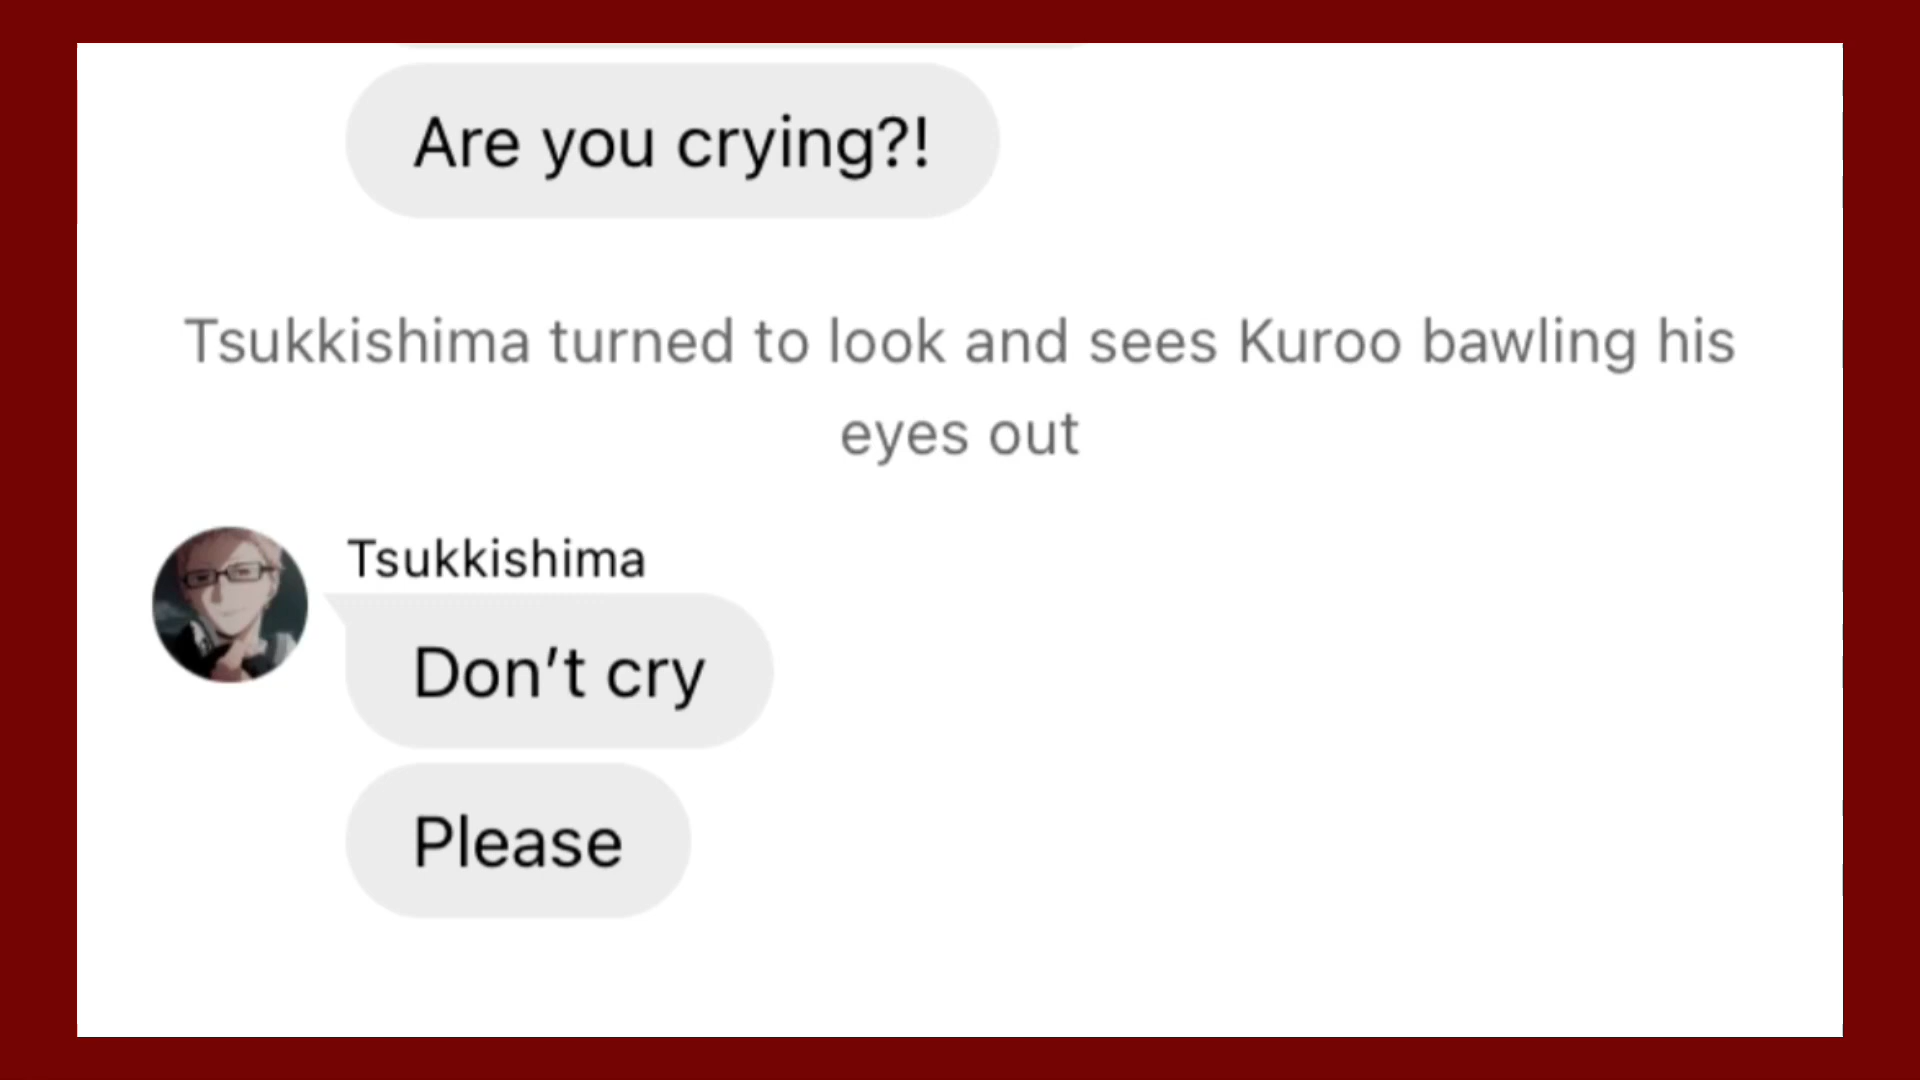 Are you crying?!
Tsukkishima turned to look and sees Kuroo bawling his
eyes out
Tsukkishima
Don’t cry
Please